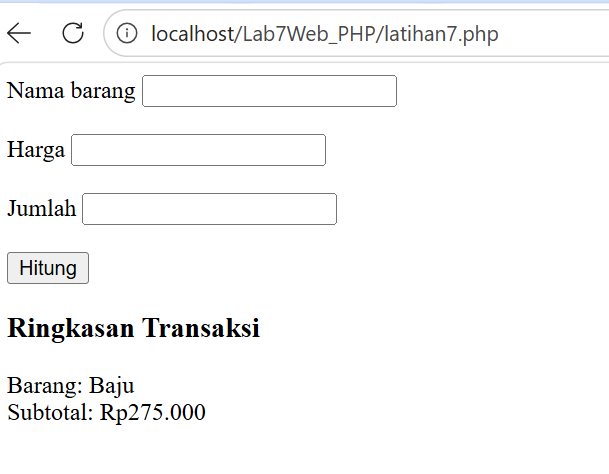 localhost/Lab7Web_PHP/latihan7.php
Nama barang
Harga
Jumlah
Hitung
Ringkasan Transaksi
Barang: Baju
Subtotal: Rp275.000